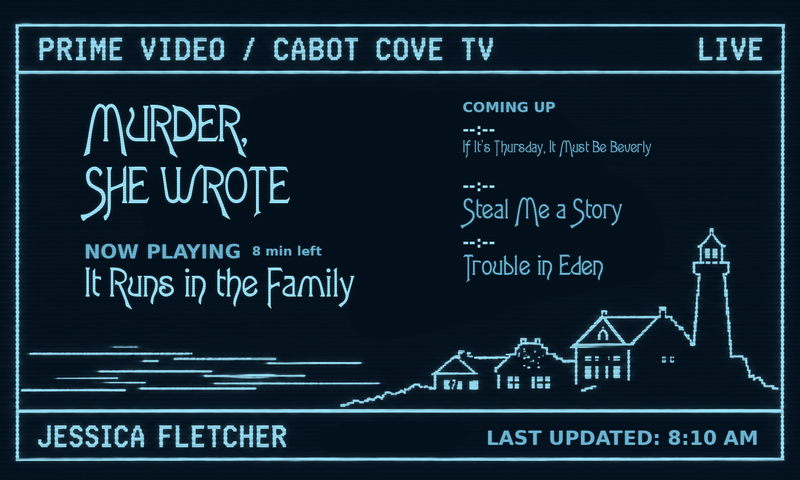 PRIME VIDEO / CABOT COVE TV
LIVE
MURDER,
SHE WROTE
NOW PLAYING 8 min left
It Runs in the Family
COMING UP
--:--
If It's Thursday, It Must Be Beverly
--:--
Steal Me a Story
--:--
Trouble in Eden
JESSICA FLETCHER
LAST UPDATED: 8:10 AM